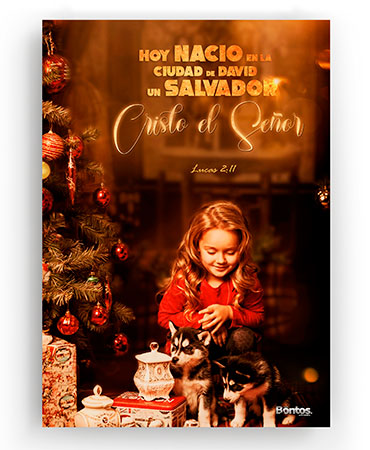 HOY NACIO EN LA
CIUDAD DE DAVID
UN SALVADOR
Cristo el Señor
Lucas 2:11
Bontos.